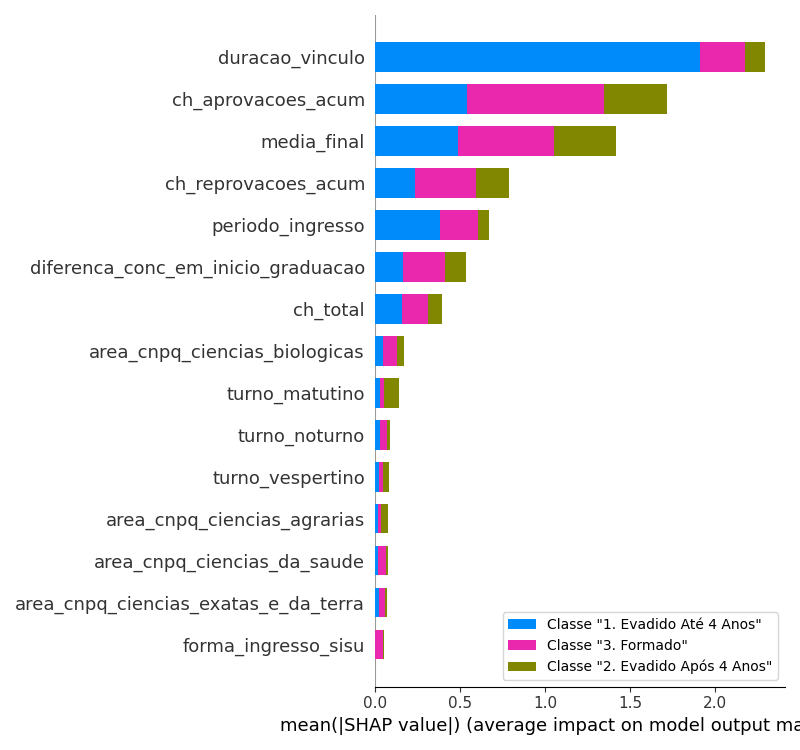 duracao_vinculo
ch_aprovacoes_acum
media_final
ch_reprovacoes_acum
periodo_ingresso
diferenca_conc_em_inicio_graduacao
ch_total
area_cnpq_ciencias_biologicas
turno_matutino
turno_noturno
turno_vespertino
area_cnpq_ciencias_agrarias
area_cnpq_ciencias_da_saude
area_cnpq_ciencias_exatas_e_da_terra
forma_ingresso_sisu
Classe "1. Evadido Até 4 Anos"
Classe "3. Formado"
Classe "2. Evadido Após 4 Anos"
0.0 0.5 1.0 1.5 2.0
mean(|SHAP value|) (average impact on model output ma